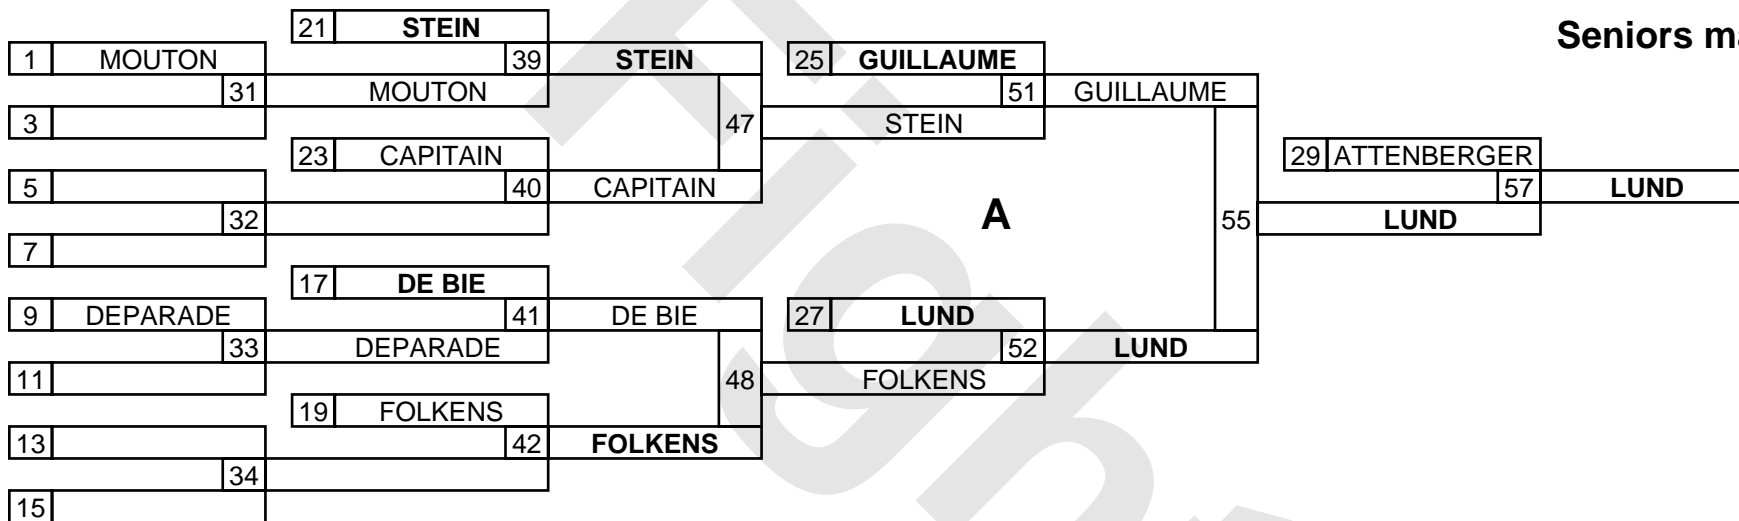 21 STEIN
Seniors ma
1 MOUTON 39 STEIN 25 GUILLAUME
31 MOUTON 51 GUILLAUME
3 47 STEIN
23 CAPITAIN 29 ATTENBERGER
5 40 CAPITAIN 57 LUND
32 A 55 LUND
7
17 DE BIE
9 DEPARADE 41 DE BIE 27 LUND
33 DEPARADE 52 LUND
11 48 FOLKENS
19 FOLKENS
13 42 FOLKENS
34
15